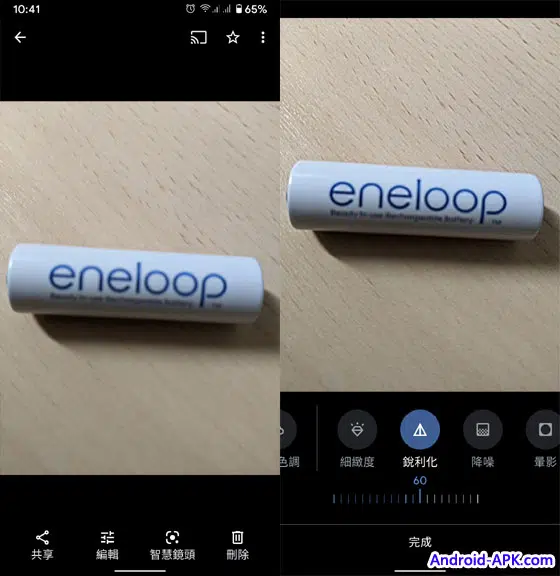 10:41
65%
eneloop
Ready to use Rechargeable Battery
TM
共享
編輯
智慧鏡頭
刪除
eneloop
Ready to use Rechargeable Battery
TM
色調
細緻度
銳利化
降噪
暈影
60
完成
Android-APK.com